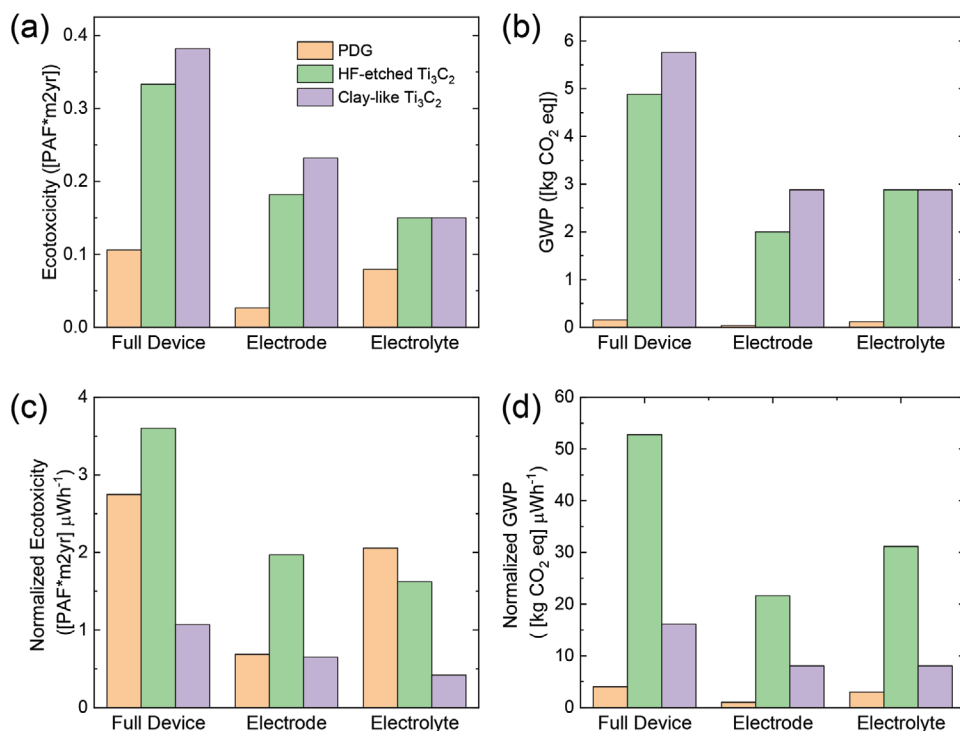 (a)
Ecotoxcicity ([PAF*m2yr])
0.4
0.3
0.2
0.1
0.0
PDG
HF-etched Ti₃C₂
Clay-like Ti₃C₂
Full Device Electrode Electrolyte
(b)
GWP ([kg CO₂ eq])
6
5
4
3
2
1
0
Full Device Electrode Electrolyte
(c)
Normalized Ecotoxicity
([PAF*m2yr] μWh⁻¹)
4
3
2
1
0
Full Device Electrode Electrolyte
(d)
Normalized GWP
( [kg CO₂ eq] μWh⁻¹)
60
50
40
30
20
10
0
Full Device Electrode Electrolyte